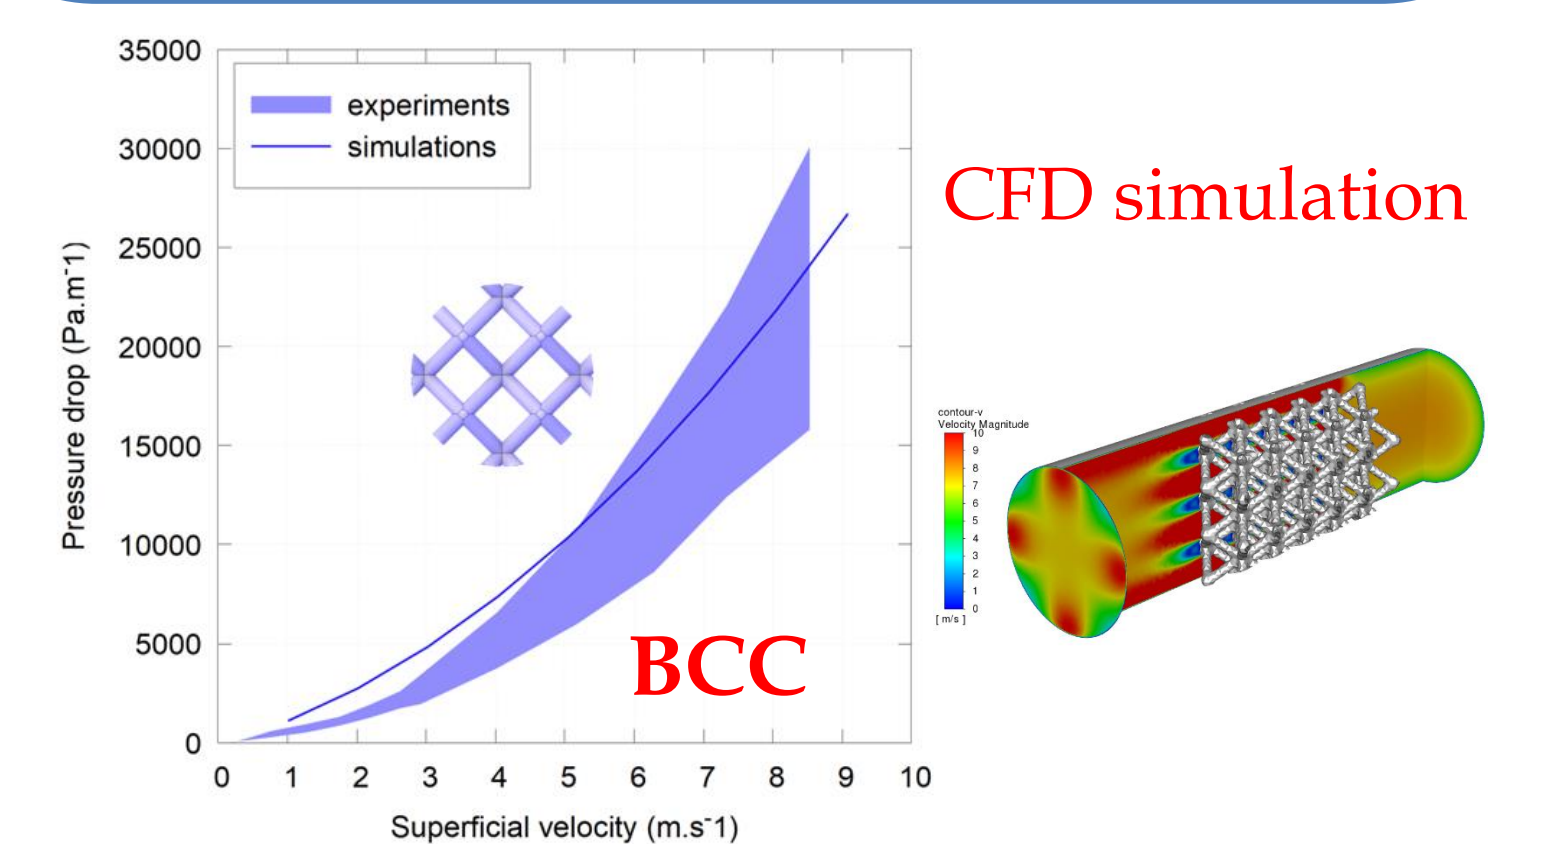 35000
30000
25000
20000
15000
10000
5000
0
Pressure drop (Pa.m-1)
experiments
simulations
BCC
0 1 2 3 4 5 6 7 8 9 10
Superficial velocity (m.s-1)
CFD simulation
contour-v
Velocity Magnitude
10
9
8
7
6
5
4
3
2
1
0
[ m/s ]